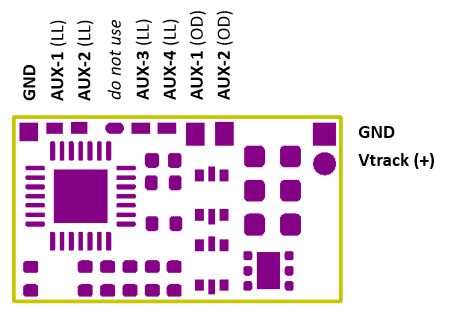 GND
AUX-1 (LL)
AUX-2 (LL)
do not use
AUX-3 (LL)
AUX-4 (LL)
AUX-1 (OD)
AUX-2 (OD)
GND
Vtrack (+)